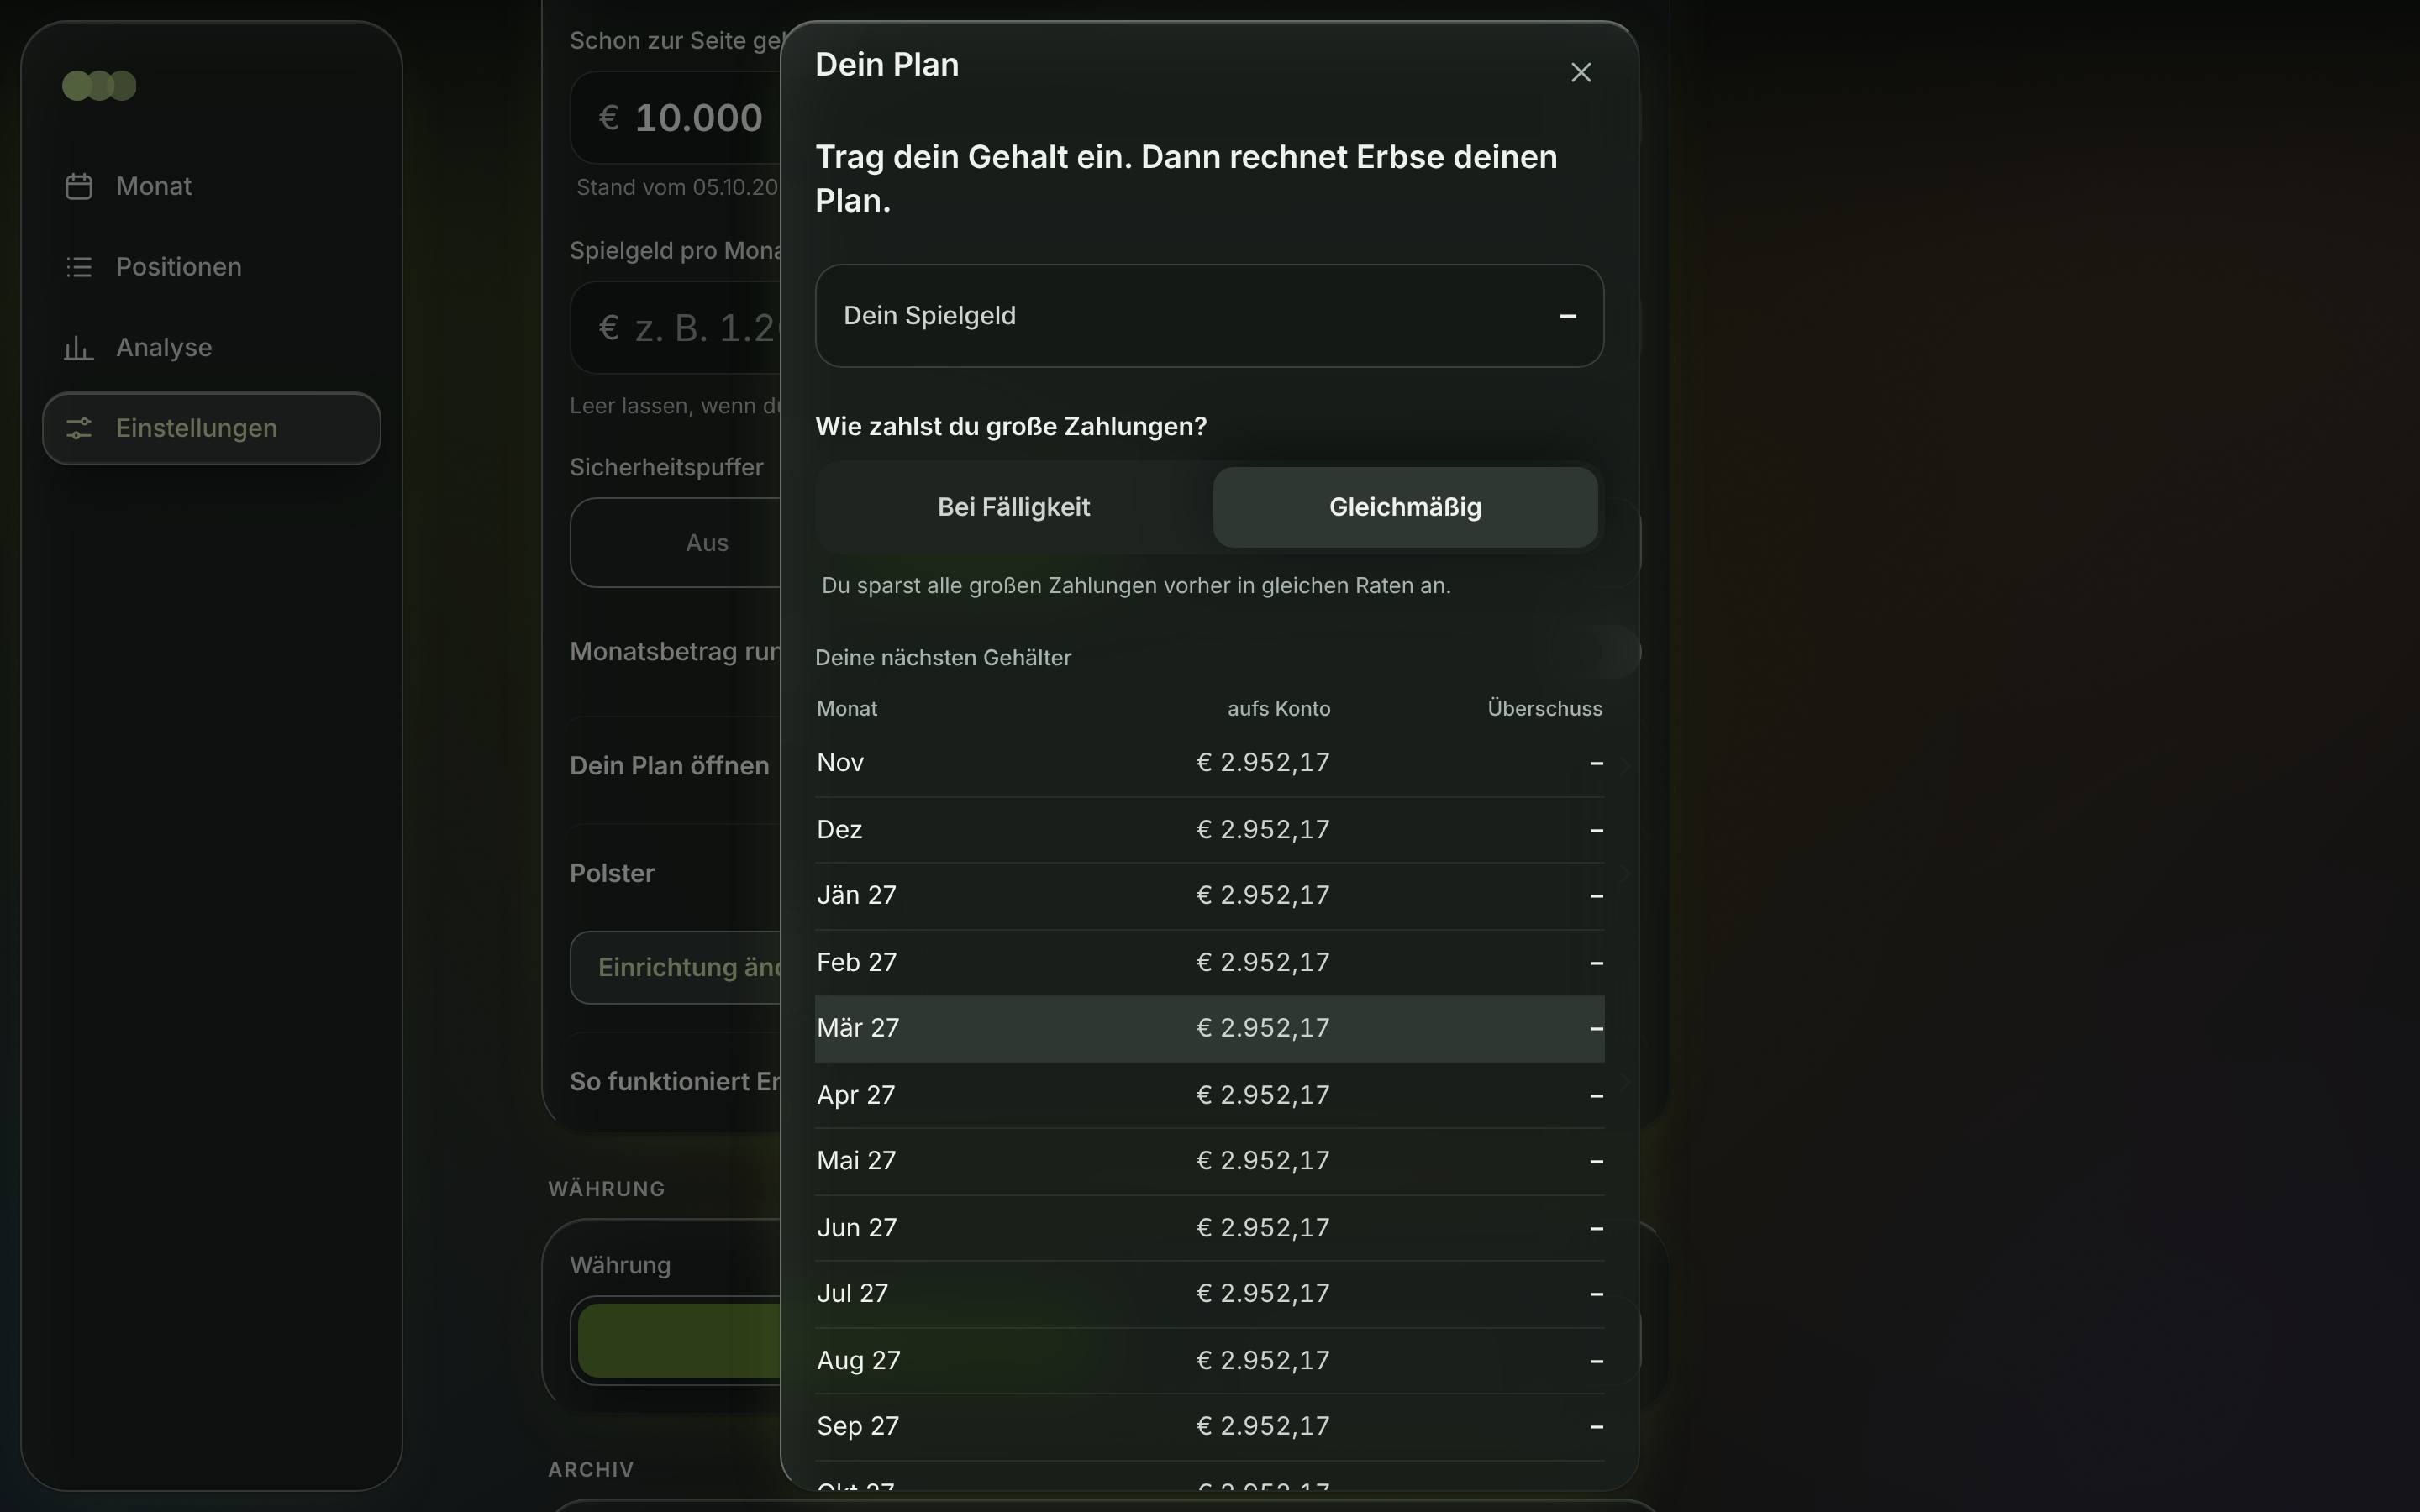 Monat
Positionen
Analyse
Einstellungen
Schon zur Seite
€ 10.000
Stand vom 05.10.20
Spielgeld pro
€ z. B. 1.2
Leer lassen, wenn
Sicherheitspuffer
Aus
Monatsbetrag
Dein Plan öffnen
Polster
Einrichtung
So funktioniert
WÄHRUNG
Währung
ARCHIV
Dein Plan
Trag dein Gehalt ein. Dann rechnet Erbse deinen
Plan.
Dein Spielgeld –
Wie zahlst du große Zahlungen?
Bei Fälligkeit Gleichmäßig
Du sparst alle großen Zahlungen vorher in gleichen Raten an.
Deine nächsten Gehälter
Monat aufs Konto Überschuss
Nov € 2.952,17 –
Dez € 2.952,17 –
Jän 27 € 2.952,17 –
Feb 27 € 2.952,17 –
Mär 27 € 2.952,17 –
Apr 27 € 2.952,17 –
Mai 27 € 2.952,17 –
Jun 27 € 2.952,17 –
Jul 27 € 2.952,17 –
Aug 27 € 2.952,17 –
Sep 27 € 2.952,17 –
Okt 27 € 2.952,17